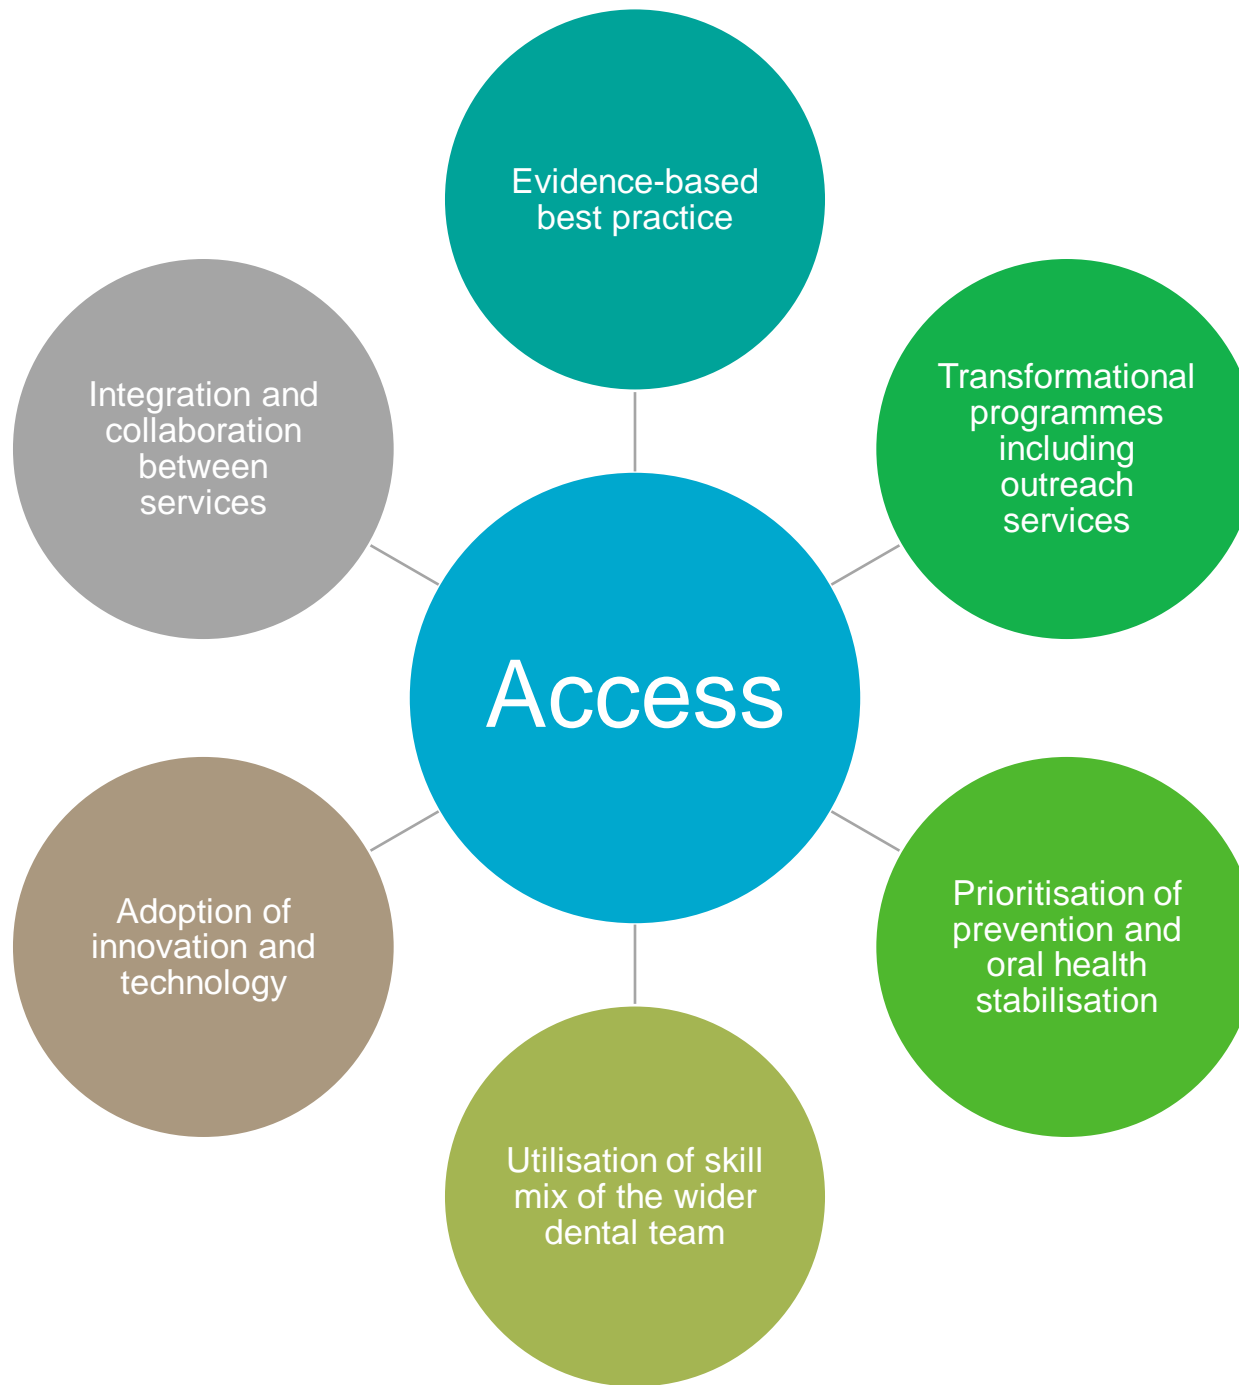 Evidence-based
best practice
Transformational
programmes
including
outreach
services
Prioritisation of
prevention and
oral health
stabilisation
Utilisation of skill
mix of the wider
dental team
Adoption of
innovation and
technology
Integration and
collaboration
between
services
Access